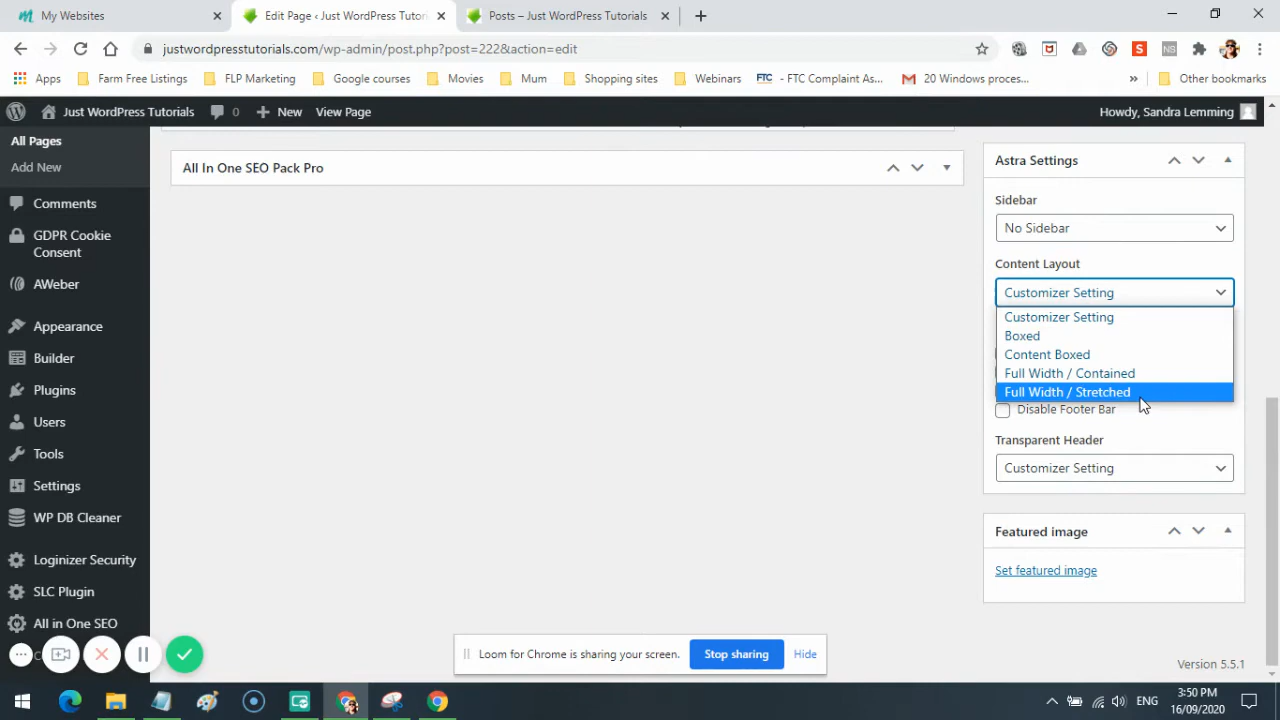 My Websites
Edit Page ‹ Just WordPress Tutori
Posts – Just WordPress Tutorials
justwordpresstutorials.com/wp-admin/post.php?post=222&action=edit
Apps
Farm Free Listings
FLP Marketing
Google courses
Movies
Mum
Shopping sites
Webinars
FTC - FTC Complaint As...
20 Windows proces...
»
Other bookmarks
Just WordPress Tutorials
0
New
View Page
Howdy, Sandra Lemming
All Pages
Add New
Comments
GDPR Cookie
Consent
AWeber
Appearance
Builder
Plugins
Users
Tools
Settings
WP DB Cleaner
Loginizer Security
SLC Plugin
All in One SEO
All In One SEO Pack Pro
Astra Settings
Sidebar
No Sidebar
Content Layout
Customizer Setting
Customizer Setting
Boxed
Content Boxed
Full Width / Contained
Full Width / Stretched
Disable Footer Bar
Transparent Header
Customizer Setting
Featured image
Set featured image
Loom for Chrome is sharing your screen.
Stop sharing
Hide
Version 5.5.1
ENG
3:50 PM
16/09/2020